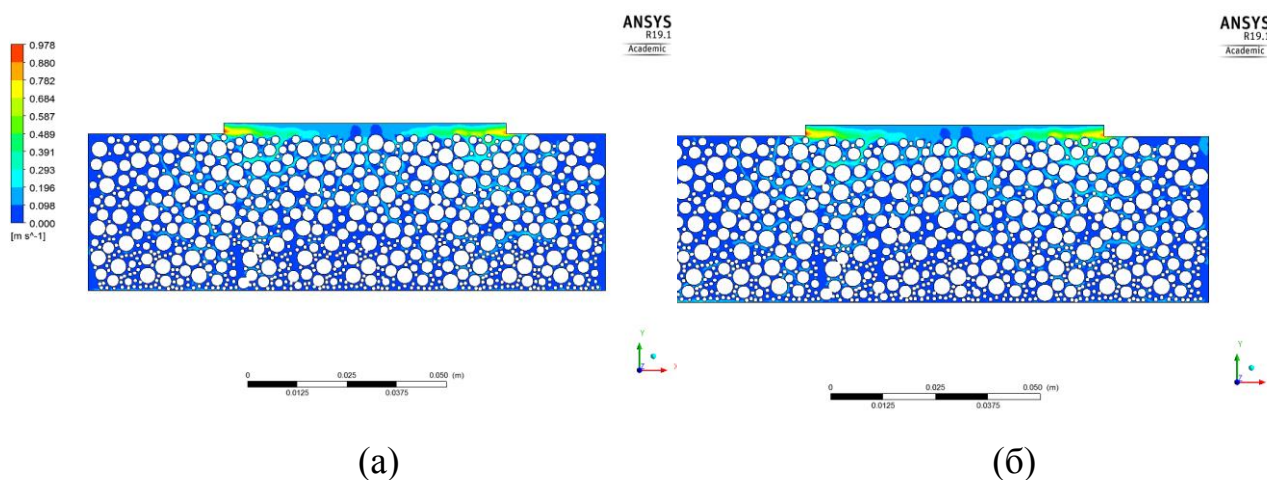 ANSYS
R19.1
Academic
ANSYS
R19.1
Academic
0.978
0.880
0.782
0.684
0.587
0.489
0.391
0.293
0.196
0.098
0.000
[m s^-1]
Y
X
Z
Y
Z
0 0.025 0.050 (m)
0.0125 0.0375
0 0.025 0.050 (m)
0.0125 0.0375
(а) (б)